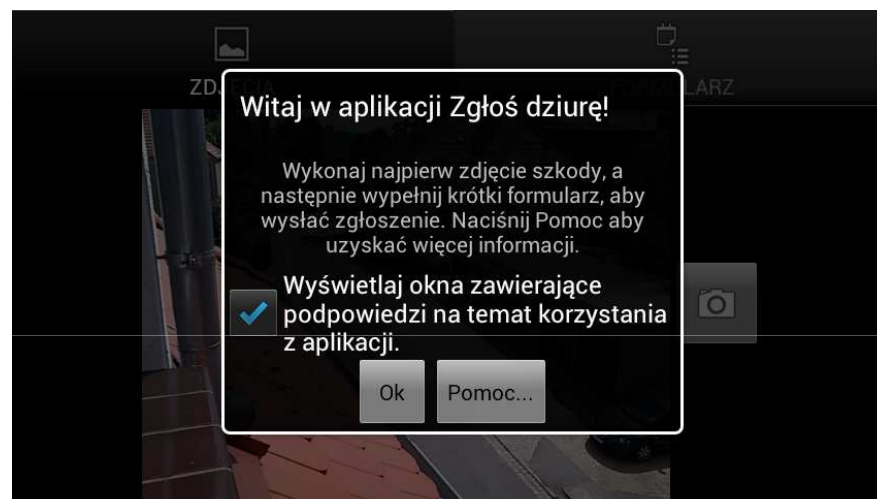 Witaj w aplikacji Zgłoś dziurę!
Wykonaj najpierw zdjęcie szkody, a
następnie wypełnij krótki formularz, aby
wysłać zgłoszenie. Naciśnij Pomoc aby
uzyskać więcej informacji.
Wyświetlaj okna zawierające
podpowiedzi na temat korzystania
z aplikacji.
Ok
Pomoc...